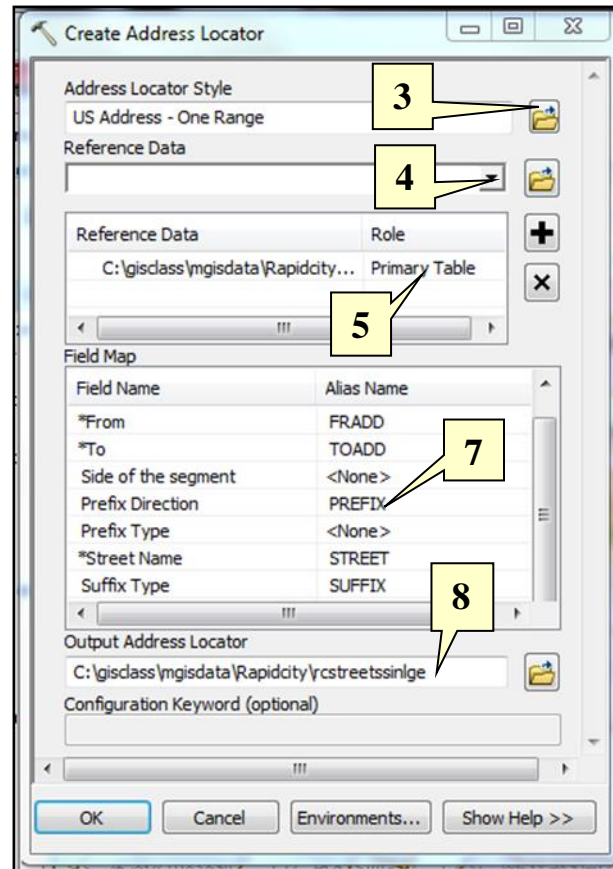 Create Address Locator
Address Locator Style
3
US Address - One Range
Reference Data
4
Reference Data Role
C:\gisclass\mgisdata\Rapidcity... Primary Table
5
Field Map
Field Name Alias Name
*From FRADD
*To TOADD
7
Side of the segment <None>
Prefix Direction PREFIX
Prefix Type <None>
*Street Name STREET
Suffix Type SUFFIX
8
Output Address Locator
C:\gisclass\mgisdata\Rapidcity\rcstreetssinlge
Configuration Keyword (optional)
OK Cancel Environments... Show Help >>